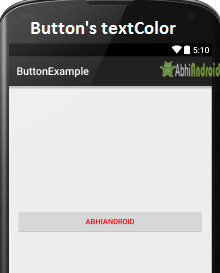 Button's textColor
5:10
ButtonExample
AbhiAndroid
ABHIANDROID